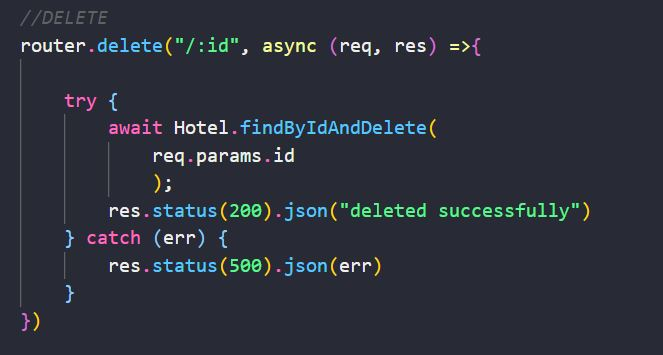 //DELETE
router.delete("/:id", async (req, res) =>{
try {
await Hotel.findByIdAndDelete(
req.params.id
);
res.status(200).json("deleted successfully")
} catch (err) {
res.status(500).json(err)
}
})